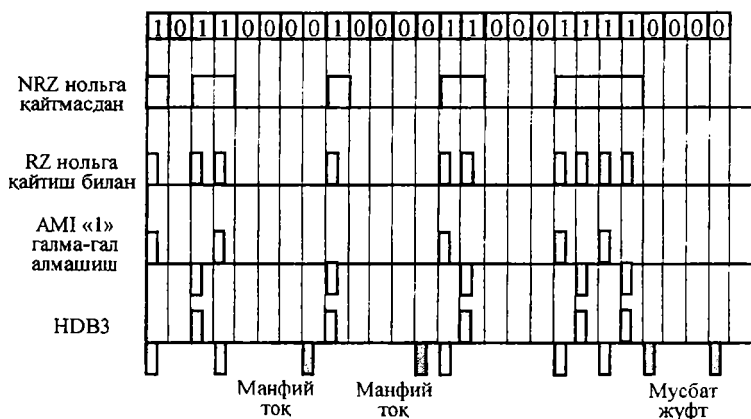 1 0 1 1 0 0 0 0 1 0 0 0 0 1 1 0 0 0 1 1 1 1 0 0 0 0
NRZ нольга
қайтмасдан
RZ нольга
қайтиш билан
AMI «1»
галма-гал
алмашиш
HDB3
Манфий
тоқ
Манфий
тоқ
Мусбат
жуфт